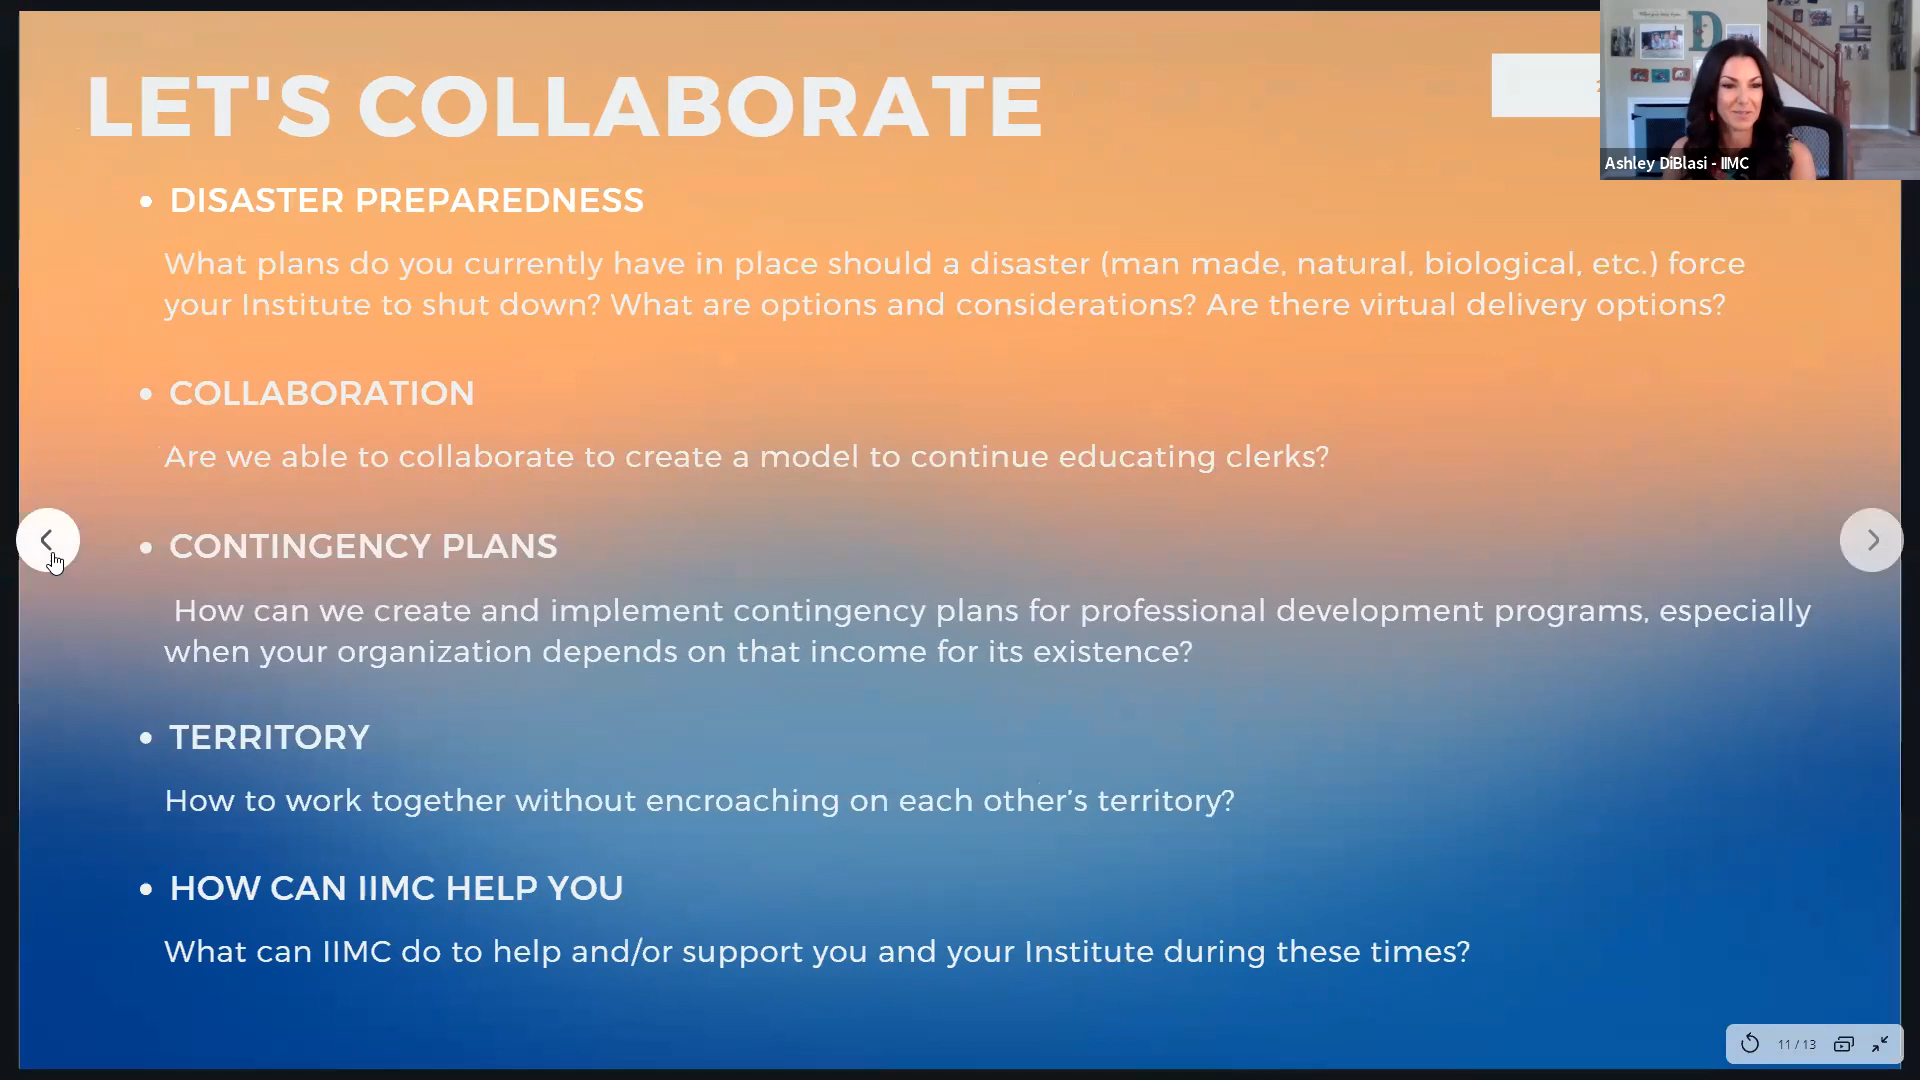 LET'S COLLABORATE
Ashley DiBlasi - IIMC
• DISASTER PREPAREDNESS
What plans do you currently have in place should a disaster (man made, natural, biological, etc.) force
your Institute to shut down? What are options and considerations? Are there virtual delivery options?
• COLLABORATION
Are we able to collaborate to create a model to continue educating clerks?
• CONTINGENCY PLANS
How can we create and implement contingency plans for professional development programs, especially
when your organization depends on that income for its existence?
• TERRITORY
How to work together without encroaching on each other's territory?
• HOW CAN IIMC HELP YOU
What can IIMC do to help and/or support you and your Institute during these times?
11 / 13